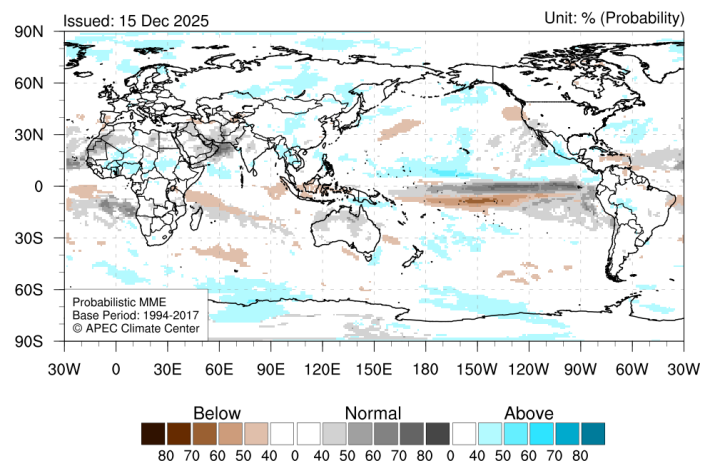 Issued: 15 Dec 2025
Unit: % (Probability)
90N
60N
30N
0
30S
60S
90S
Probabilistic MME
Base Period: 1994-2017
© APEC Climate Center
30W 0 30E 60E 90E 120E 150E 180 150W 120W 90W 60W 30W
Below Normal Above
80 70 60 50 40 0 40 50 60 70 80 0 40 50 60 70 80